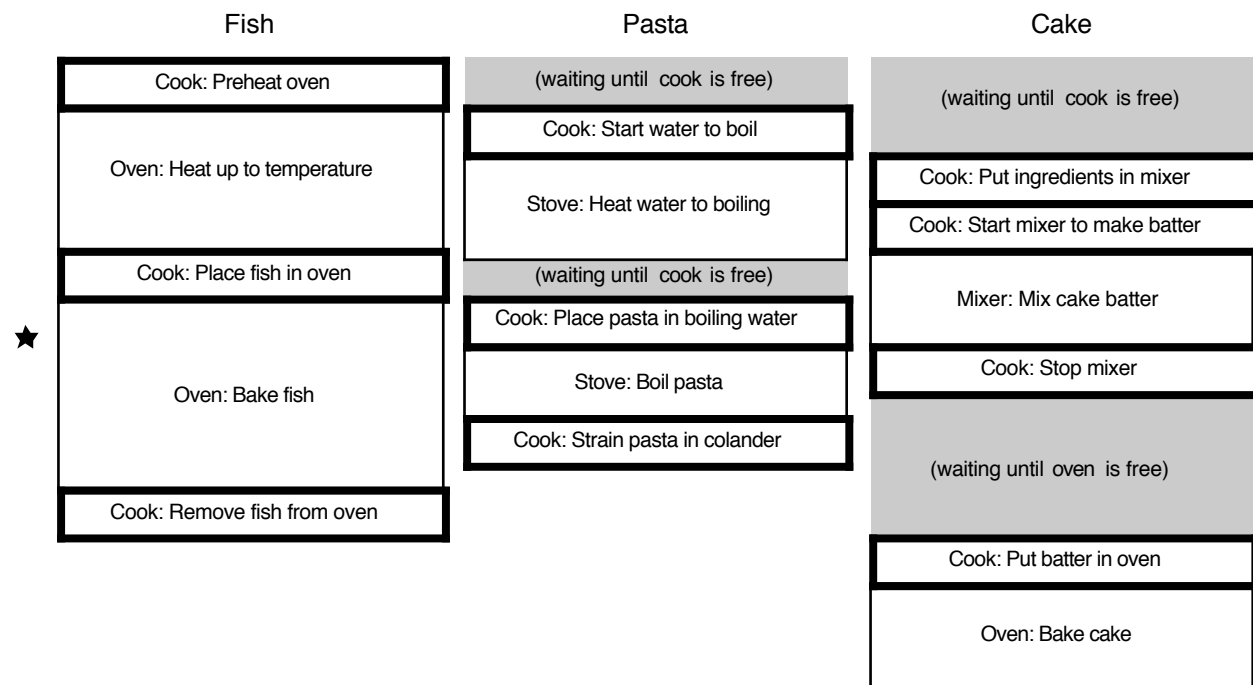 Fish
Pasta
Cake
Cook: Preheat oven
Oven: Heat up to temperature
Cook: Place fish in oven
Oven: Bake fish
Cook: Remove fish from oven
(waiting until cook is free)
Cook: Start water to boil
Stove: Heat water to boiling
(waiting until cook is free)
Cook: Place pasta in boiling water
Stove: Boil pasta
Cook: Strain pasta in colander
(waiting until cook is free)
Cook: Put ingredients in mixer
Cook: Start mixer to make batter
Mixer: Mix cake batter
Cook: Stop mixer
(waiting until oven is free)
Cook: Put batter in oven
Oven: Bake cake